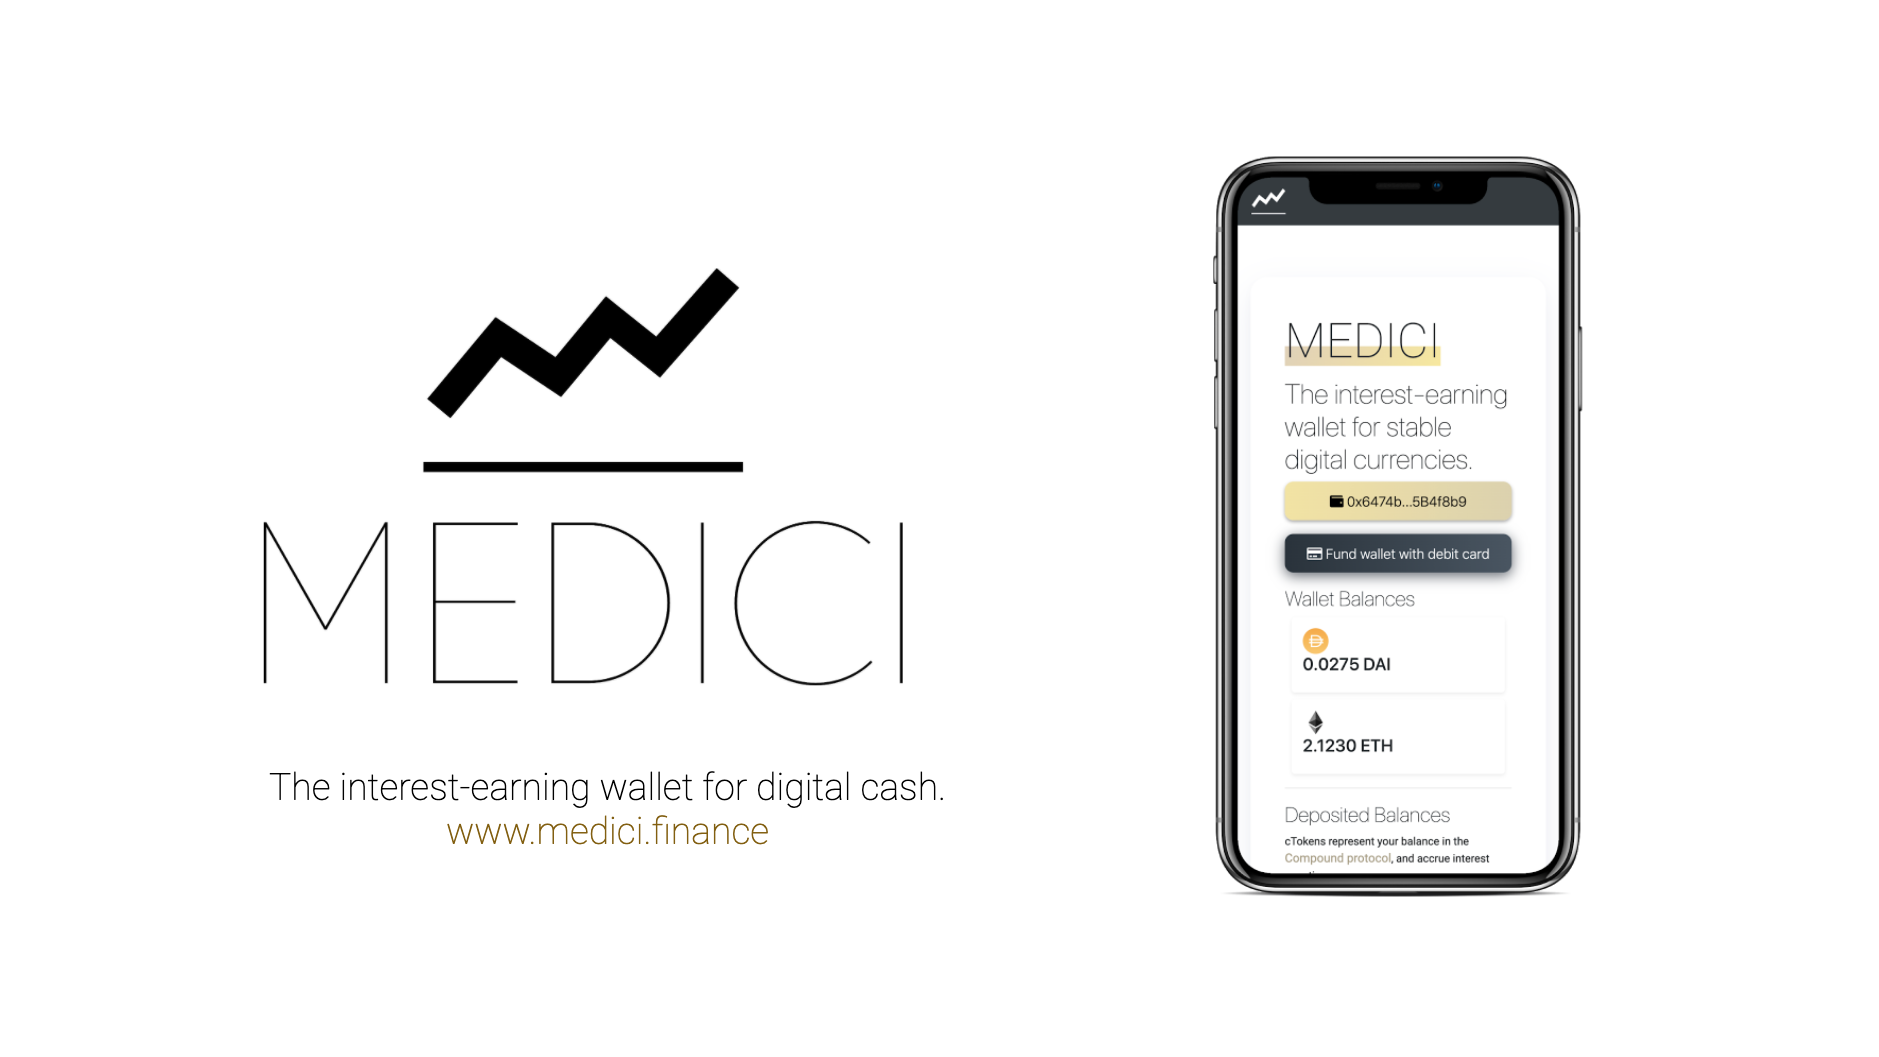 MEDICI
The interest-earning wallet for digital cash.
www.medici.finance
MEDICI
The interest-earning
wallet for stable
digital currencies.
0x6474b...5B4f8b9
Fund wallet with debit card
Wallet Balances
0.0275 DAI
2.1230 ETH
Deposited Balances
cTokens represent your balance in the
Compound protocol, and accrue interest